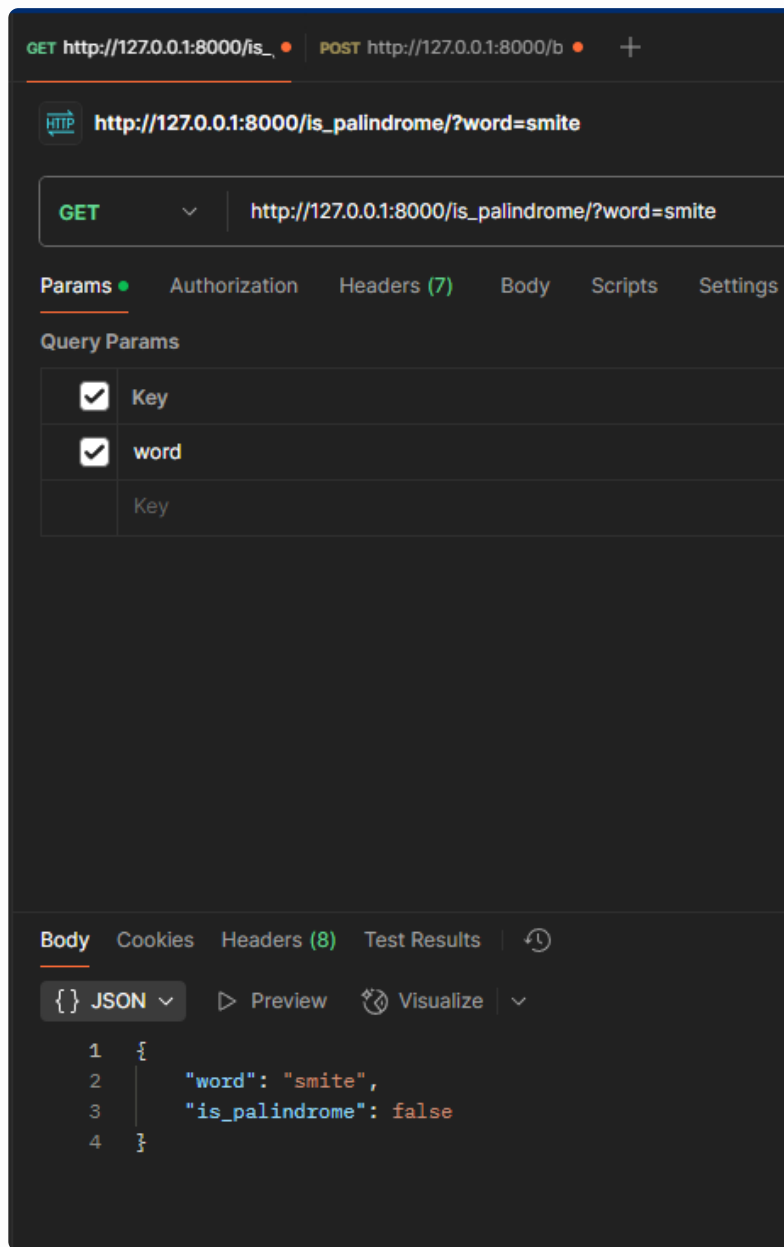 GET http://127.0.0.1:8000/is_ POST http://127.0.0.1:8000/b
HTTP http://127.0.0.1:8000/is_palindrome/?word=smite
GET http://127.0.0.1:8000/is_palindrome/?word=smite
Params Authorization Headers (7) Body Scripts Settings
Query Params
Key
word
Key
Body Cookies Headers (8) Test Results
{ } JSON Preview Visualize
1 {
2 "word": "smite",
3 "is_palindrome": false
4 }